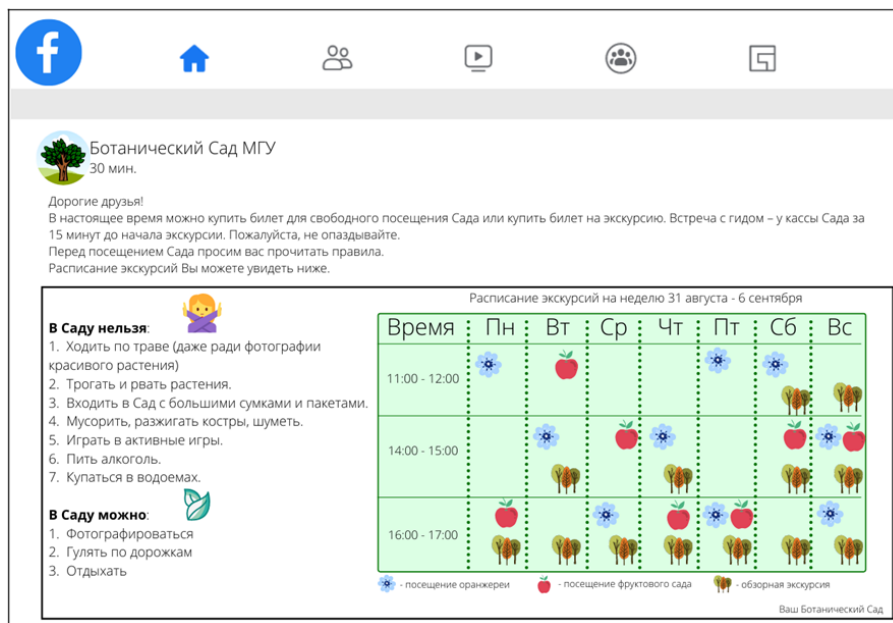 f
Ботанический Сад МГУ
30 мин.
Дорогие друзья!
В настоящее время можно купить билет для свободного посещения Сада или купить билет на экскурсию. Встреча с гидом – у кассы Сада за
15 минут до начала экскурсии. Пожалуйста, не опаздывайте.
Перед посещением Сада просим вас прочитать правила.
Расписание экскурсий Вы можете увидеть ниже.
В Саду нельзя:
1. Ходить по траве (даже ради фотографии
красивого растения)
2. Трогать и рвать растения.
3. Входить в Сад с большими сумками и пакетами.
4. Мусорить, разжигать костры, шуметь.
5. Играть в активные игры.
6. Пить алкоголь.
7. Купаться в водоемах.
В Саду можно:
1. Фотографироваться
2. Гулять по дорожкам
3. Отдыхать
Расписание экскурсий на неделю 31 августа - 6 сентября
Время Пн Вт Ср Чт Пт Сб Вс
11:00 - 12:00
14:00 - 15:00
16:00 - 17:00
- посещение оранжереи - посещение фруктового сада - обзорная экскурсия
Ваш Ботанический Сад